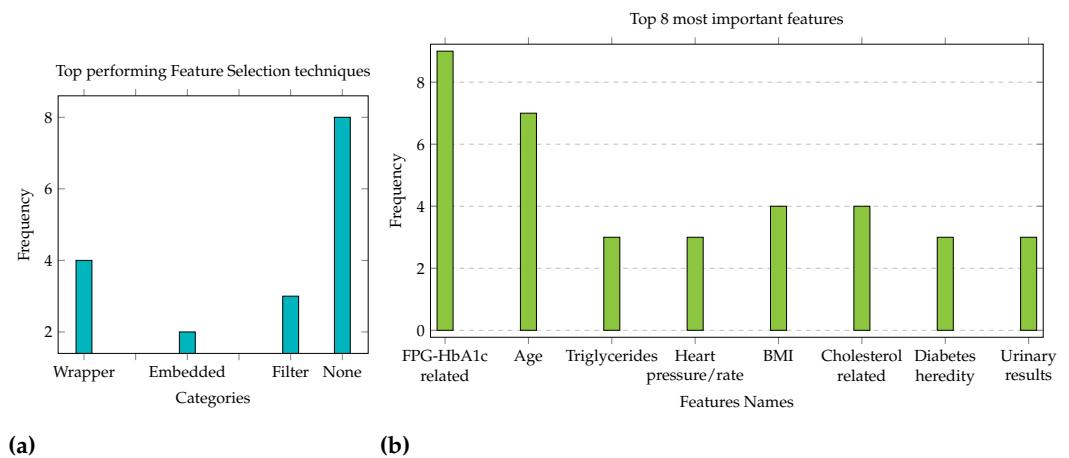 Top performing Feature Selection techniques
8
6
4
2
Frequency
Wrapper Embedded Filter None
Categories
(a)
Top 8 most important features
8
6
4
2
0
Frequency
FPG-HbA1c Age Triglycerides Heart BMI Cholesterol Diabetes Urinary
related pressure/rate related heredity results
Features Names
(b)